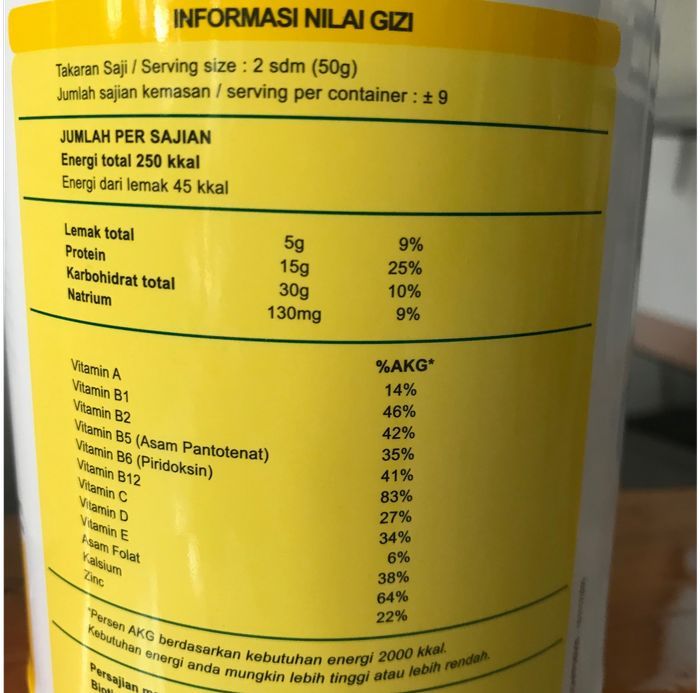 INFORMASI NILAI GIZI
Takaran Saji / Serving size : 2 sdm (50g)
Jumlah sajian kemasan / serving per container : ± 9
JUMLAH PER SAJIAN
Energi total 250 kkal
Energi dari lemak 45 kkal
Lemak total 5g 9%
Protein 15g 25%
Karbohidrat total 30g 10%
Natrium 130mg 9%
%AKG*
Vitamin A 14%
Vitamin B1 46%
Vitamin B2 42%
Vitamin B5 (Asam Pantotenat) 35%
Vitamin B6 (Piridoksin) 41%
Vitamin B12 83%
Vitamin C 27%
Vitamin D 34%
Vitamin E 6%
Asam Folat 38%
Kalsium 64%
Zinc 22%
*Persen AKG berdasarkan kebutuhan energi 2000 kkal.
Kebutuhan energi anda mungkin lebih tinggi atau lebih rendah.
Persajian